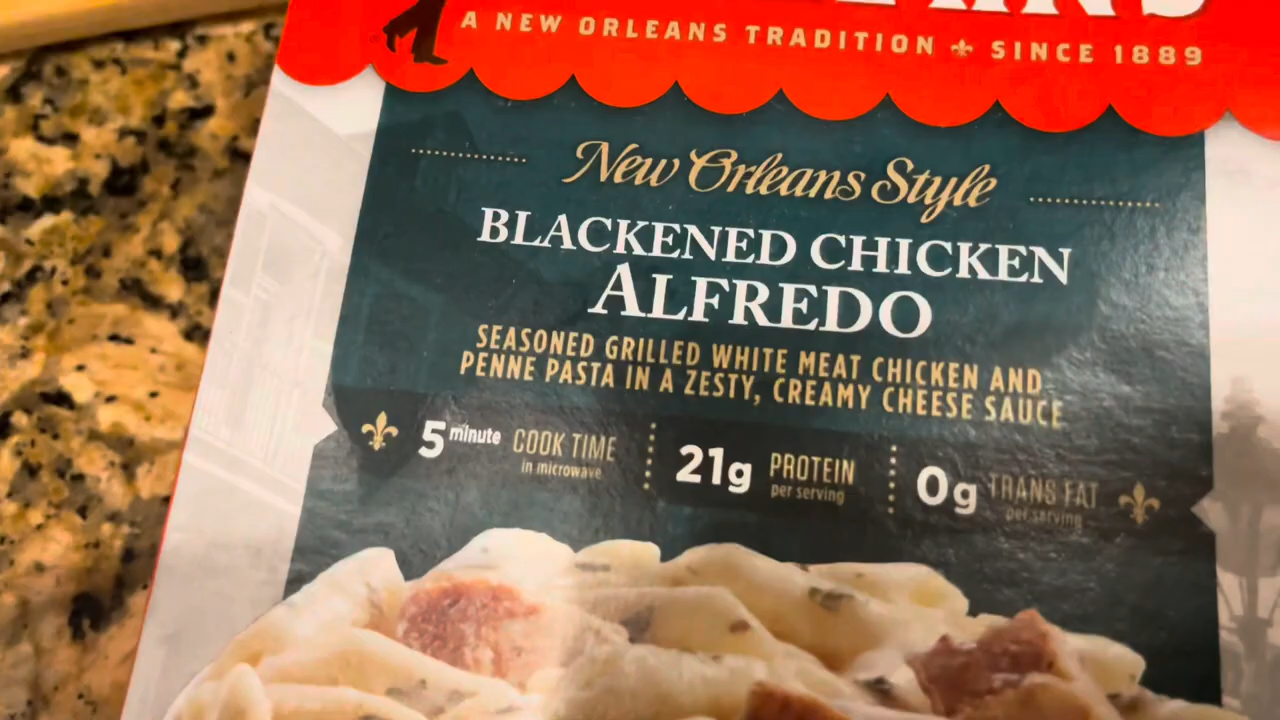 A NEW ORLEANS TRADITION ⚜ SINCE 1889
New Orleans Style
BLACKENED CHICKEN
ALFREDO
SEASONED GRILLED WHITE MEAT CHICKEN AND
PENNE PASTA IN A ZESTY, CREAMY CHEESE SAUCE
5 minute COOK TIME in microwave
21g PROTEIN per serving
0g TRANS FAT per serving